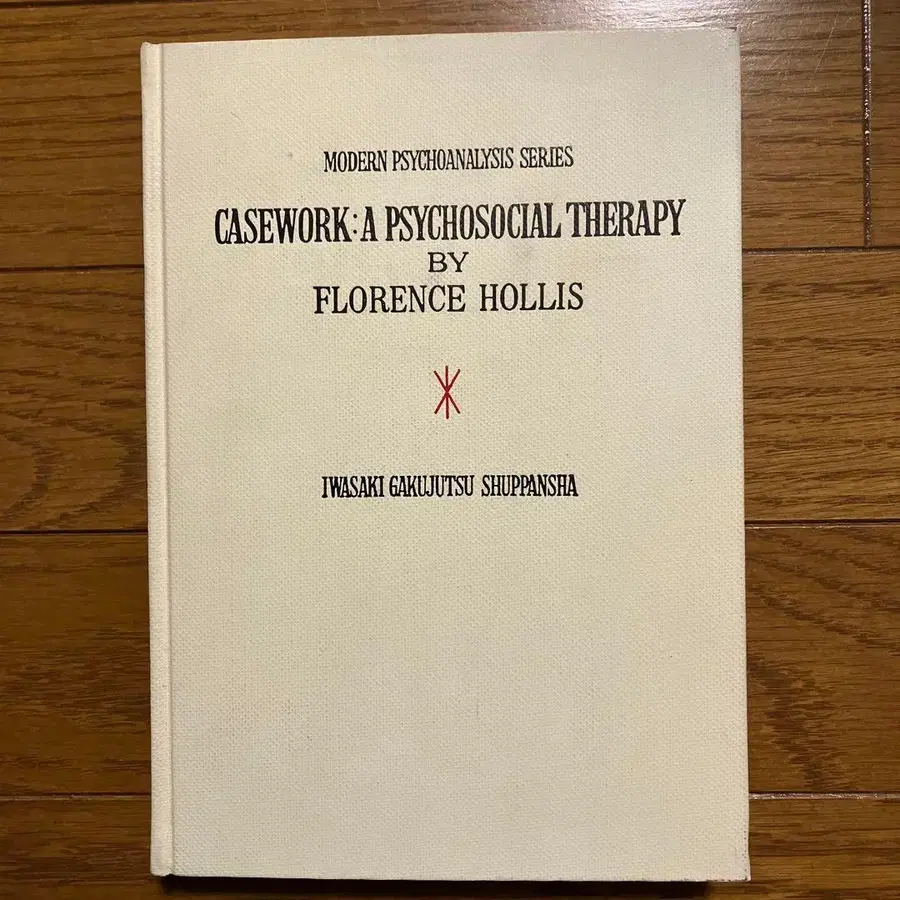 MODERN PSYCHOANALYSIS SERIES
CASEWORK: A PSYCHOSOCIAL THERAPY
BY
FLORENCE HOLLIS
IWASAKI GAKUJUTSU SHUPPANSHA